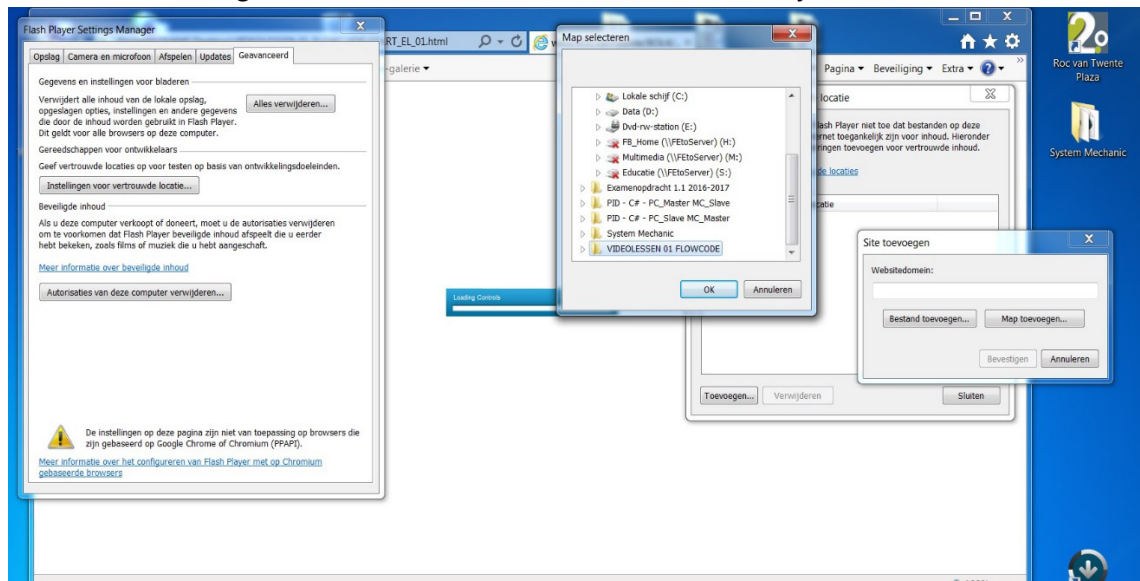 Flash Player Settings Manager
Opslag Camera en microfoon Afspelen Updates Geavanceerd
Gegevens en instellingen voor bladeren
Verwijdert alle inhoud van de lokale opslag,
opgeslagen opties, instellingen en andere gegevens
die door de inhoud worden gebruikt in Flash Player.
Dit geldt voor alle browsers op deze computer.
Alles verwijderen...
Gereedschappen voor ontwikkelaars
Geef vertrouwde locaties op voor testen op basis van ontwikkelingsdoeleinden.
Instellingen voor vertrouwde locatie...
Beveiligde inhoud
Als u deze computer verkoopt of doneert, moet u de autorisaties verwijderen
om te voorkomen dat Flash Player beveiligde inhoud afspeelt die u eerder
hebt bekeken, zoals films of muziek die u hebt aangeschaft.
Meer informatie over beveiligde inhoud
Autorisaties van deze computer verwijderen...
De instellingen op deze pagina zijn niet van toepassing op browsers die
zijn gebaseerd op Google Chrome of Chromium (PPAPI).
Meer informatie over het configureren van Flash Player met op Chromium
gebaseerde browsers
RT_EL_01.html
-galerie
Loading Controls
Map selecteren
Lokale schijf (C:)
Data (D:)
Dvd-rw-station (E:)
FB_Home (\\FEtoServer) (H:)
Multimedia (\\FEtoServer) (M:)
Educatie (\\FEtoServer) (S:)
Examenopdracht 1.1 2016-2017
PID - C# - PC_Master MC_Slave
PID - C# - PC_Slave MC_Master
System Mechanic
VIDEOLESSEN 01 FLOWCODE
OK Annuleren
Pagina Beveiliging Extra
locatie
lash Player niet toe dat bestanden op deze
ernet toegankelijk zijn voor inhoud. Hieronder
ringen toevoegen voor vertrouwde inhoud.
de locaties
catie
Toevoegen... Verwijderen Sluiten
Site toevoegen
Websitedomein:
Bestand toevoegen... Map toevoegen...
Bevestigen Annuleren
Roc van Twente
Plaza
System Mechanic